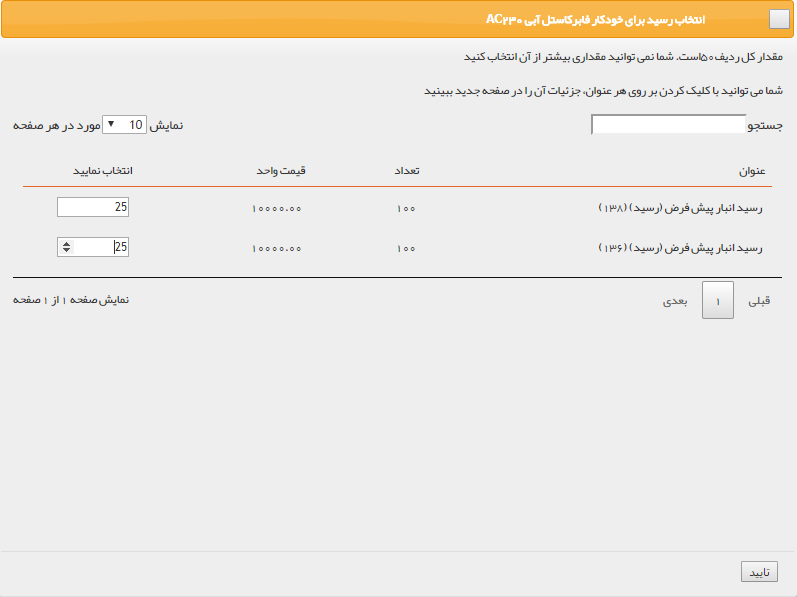 انتخاب رسید برای خودکار فابرکاستل آبی AC۲۳۰
مقدار کل ردیف ۵۰است. شما نمی توانید مقداری بیشتر از آن انتخاب کنید
شما می توانید با کلیک کردن بر روی هر عنوان، جزئیات آن را در صفحه جدید ببینید
جستجو نمایش 10 مورد در هر صفحه
عنوان تعداد قیمت واحد انتخاب نمایید
رسید انبار پیش فرض (رسید) (۱۳۸) ۱۰۰ ۱۰۰۰۰.۰۰ 25
رسید انبار پیش فرض (رسید) (۱۳۶) ۱۰۰ ۱۰۰۰۰.۰۰ 25
قبلی ۱ بعدی نمایش صفحه ۱ از ۱ صفحه
تایید